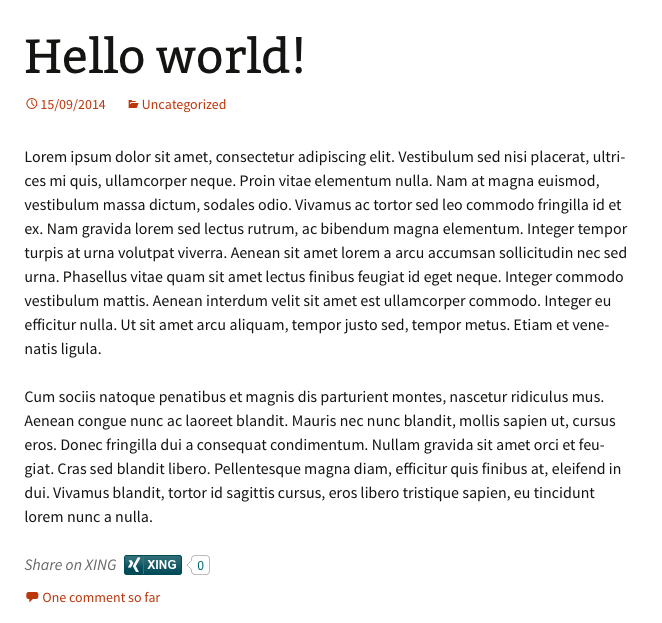 Hello world!
15/09/2014 Uncategorized
Lorem ipsum dolor sit amet, consectetur adipiscing elit. Vestibulum sed nisi placerat, ultri-
ces mi quis, ullamcorper neque. Proin vitae elementum nulla. Nam at magna euismod,
vestibulum massa dictum, sodales odio. Vivamus ac tortor sed leo commodo fringilla id et
ex. Nam gravida lorem sed lectus rutrum, ac bibendum magna elementum. Integer tempor
turpis at urna volutpat viverra. Aenean sit amet lorem a arcu accumsan sollicitudin nec sed
urna. Phasellus vitae quam sit amet lectus finibus feugiat id eget neque. Integer commodo
vestibulum mattis. Aenean interdum velit sit amet est ullamcorper commodo. Integer eu
efficitur nulla. Ut sit amet arcu aliquam, tempor justo sed, tempor metus. Etiam et vene-
natis ligula.
Cum sociis natoque penatibus et magnis dis parturient montes, nascetur ridiculus mus.
Aenean congue nunc ac laoreet blandit. Mauris nec nunc blandit, mollis sapien ut, cursus
eros. Donec fringilla dui a consequat condimentum. Nullam gravida sit amet orci et feu-
giat. Cras sed blandit libero. Pellentesque magna diam, efficitur quis finibus at, eleifend in
dui. Vivamus blandit, tortor id sagittis cursus, eros libero tristique sapien, eu tincidunt
lorem nunc a nulla.
Share on XING XING 0
One comment so far